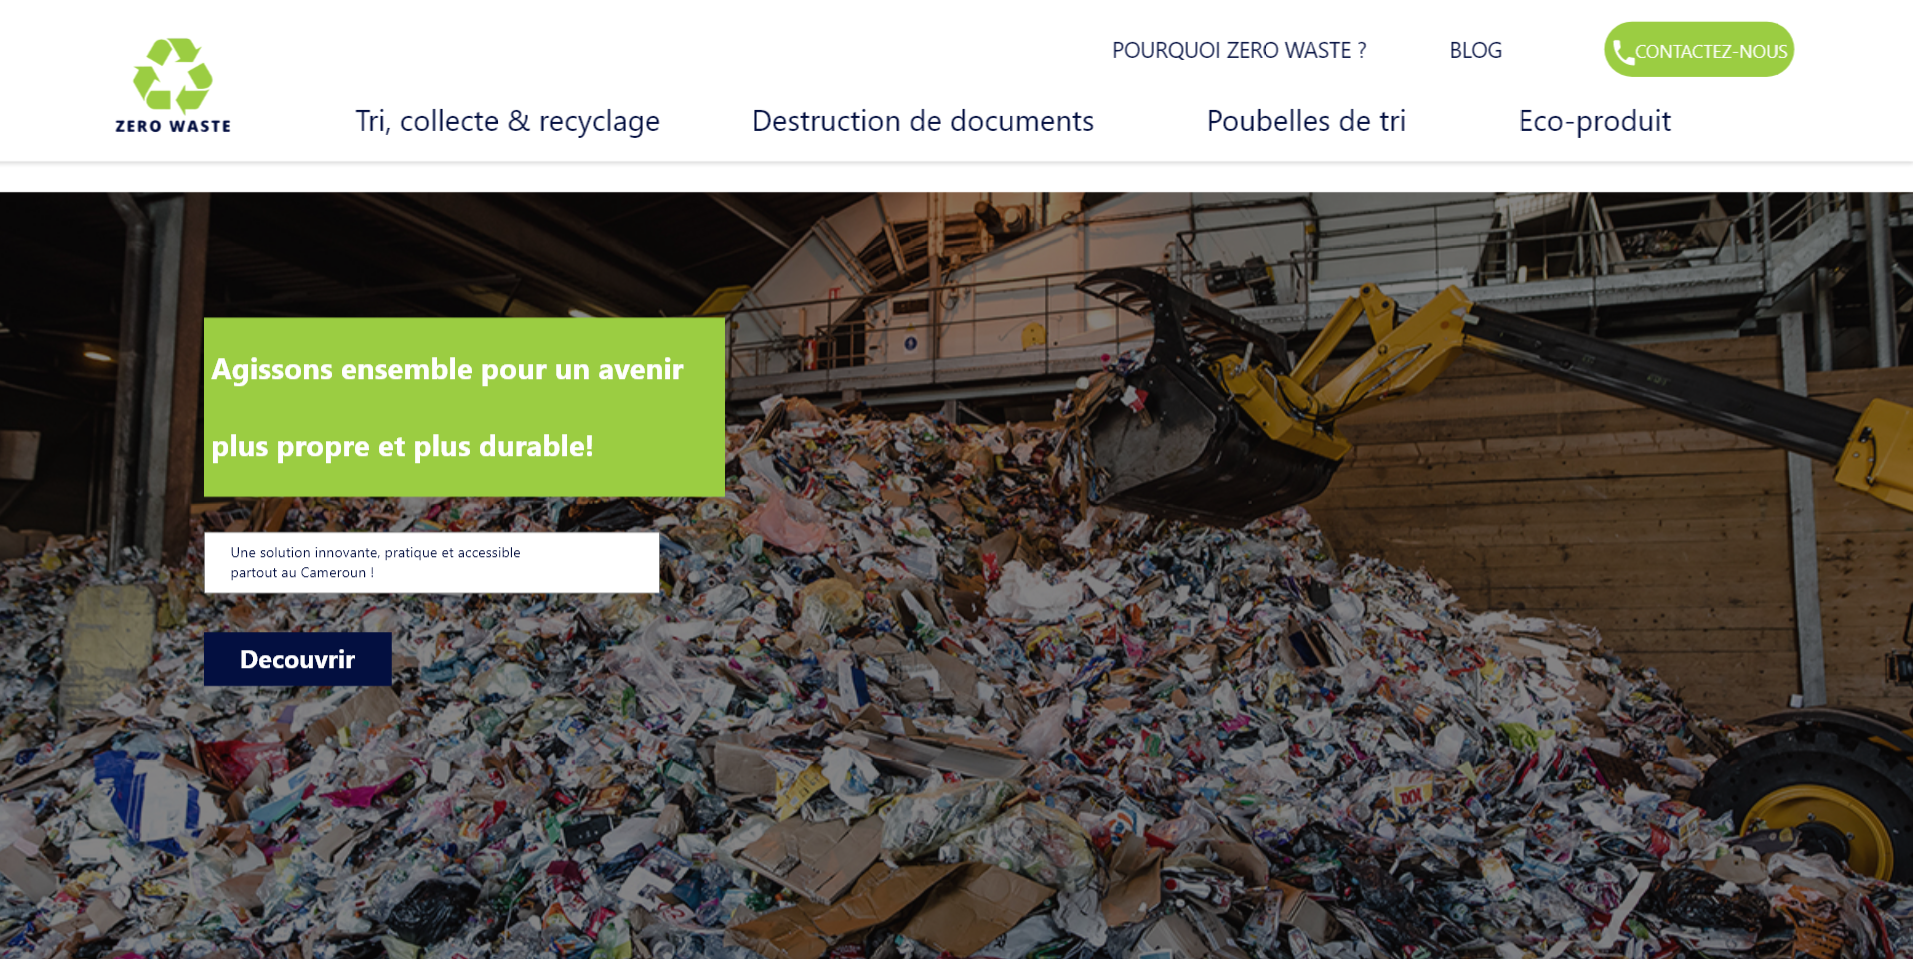 POURQUOI ZERO WASTE ?
BLOG
CONTACTEZ-NOUS
ZERO WASTE
Tri, collecte & recyclage
Destruction de documents
Poubelles de tri
Eco-produit
Agissons ensemble pour un avenir
plus propre et plus durable!
Une solution innovante, pratique et accessible
partout au Cameroun !
Decouvrir